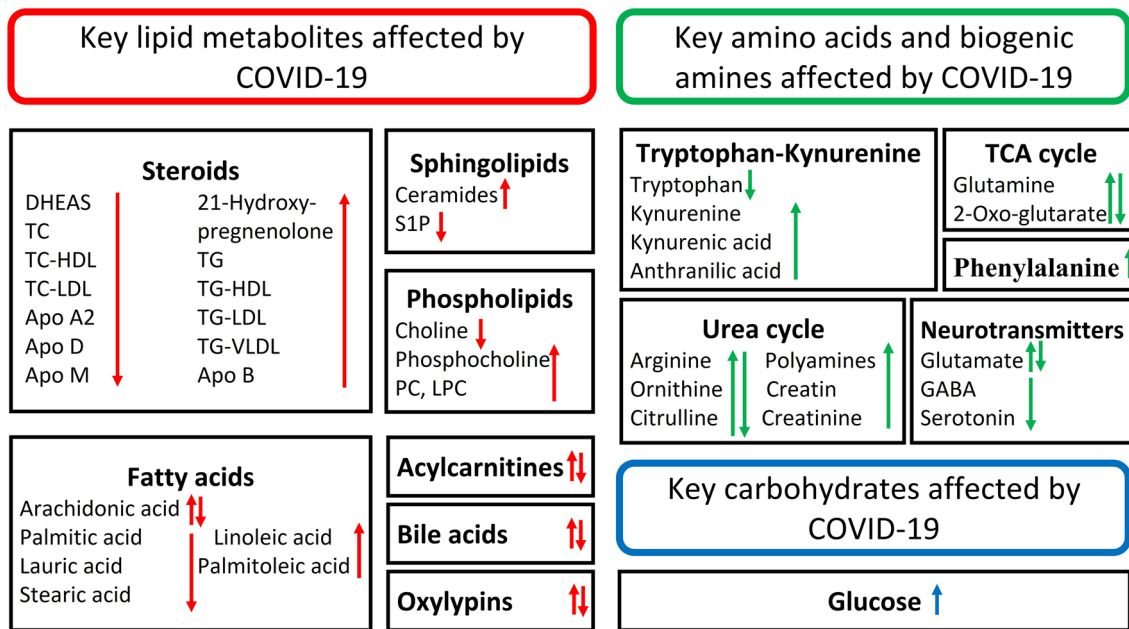 Key lipid metabolites affected by
COVID-19
Steroids
DHEAS
TC
TC-HDL
TC-LDL
Apo A2
Apo D
Apo M
21-Hydroxy-
pregnenolone
TG
TG-HDL
TG-LDL
TG-VLDL
Apo B
Sphingolipids
Ceramides
S1P
Phospholipids
Choline
Phosphocholine
PC, LPC
Fatty acids
Arachidonic acid
Palmitic acid
Lauric acid
Stearic acid
Linoleic acid
Palmitoleic acid
Acylcarnitines
Bile acids
Oxylypins
Key amino acids and biogenic
amines affected by COVID-19
Tryptophan-Kynurenine
Tryptophan
Kynurenine
Kynurenic acid
Anthranilic acid
TCA cycle
Glutamine
2-Oxo-glutarate
Phenylalanine
Urea cycle
Arginine
Ornithine
Citrulline
Polyamines
Creatin
Creatinine
Neurotransmitters
Glutamate
GABA
Serotonin
Key carbohydrates affected by
COVID-19
Glucose